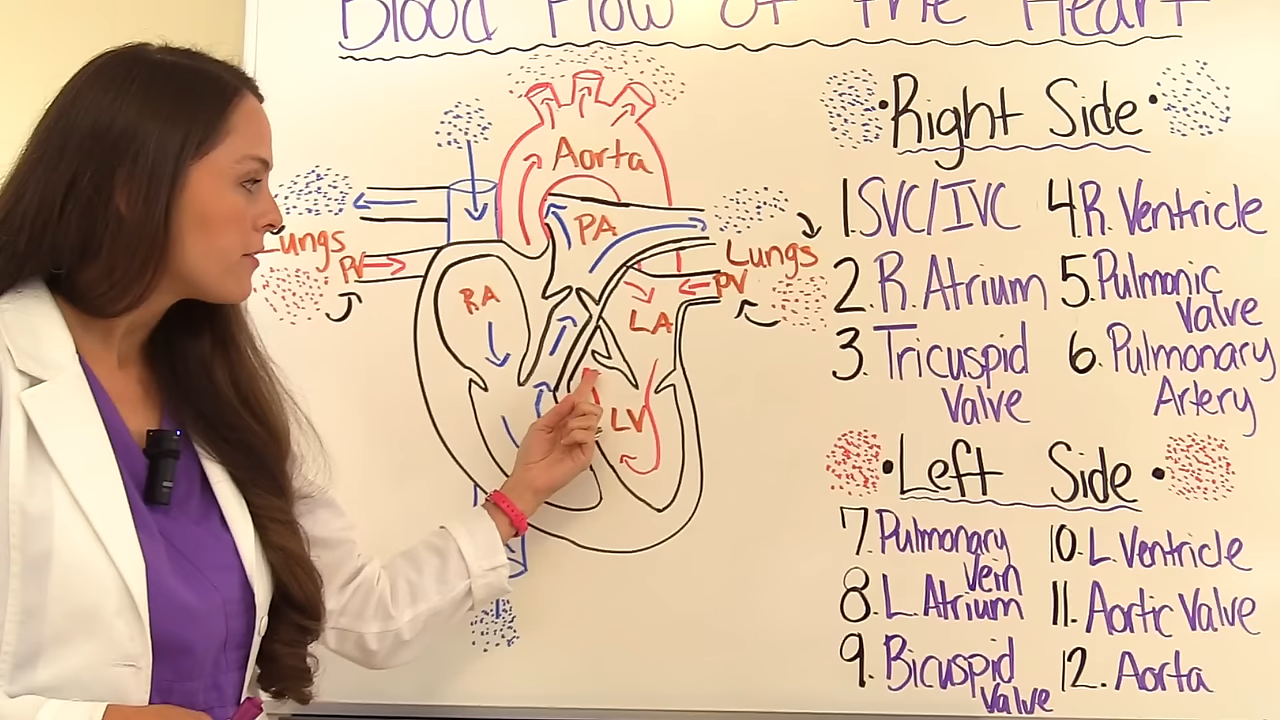 Blood Flow of the Heart
Aorta
PA
Lungs
PV
RA
Lungs
PV
LA
LV
Right Side
1. SVC/IVC
2. R. Atrium
3. Tricuspid
Valve
4. R. Ventricle
5. Pulmonic
Valve
6. Pulmonary
Artery
Left Side
7. Pulmonary
vein
8. L. Atrium
9. Bicuspid
Valve
10. L. Ventricle
11. Aortic Valve
12. Aorta